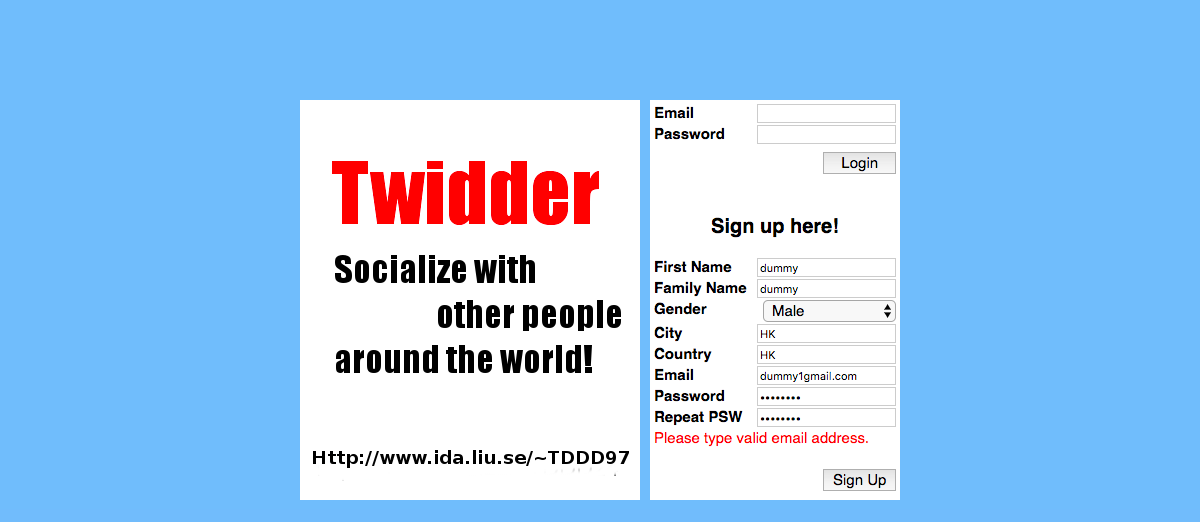 Twidder
Socialize with
other people
around the world!
Http://www.ida.liu.se/~TDDD97
Email
Password
Login
Sign up here!
First Name dummy
Family Name dummy
Gender Male
City HK
Country HK
Email dummy1gmail.com
Password ••••••••
Repeat PSW ••••••••
Please type valid email address.
Sign Up